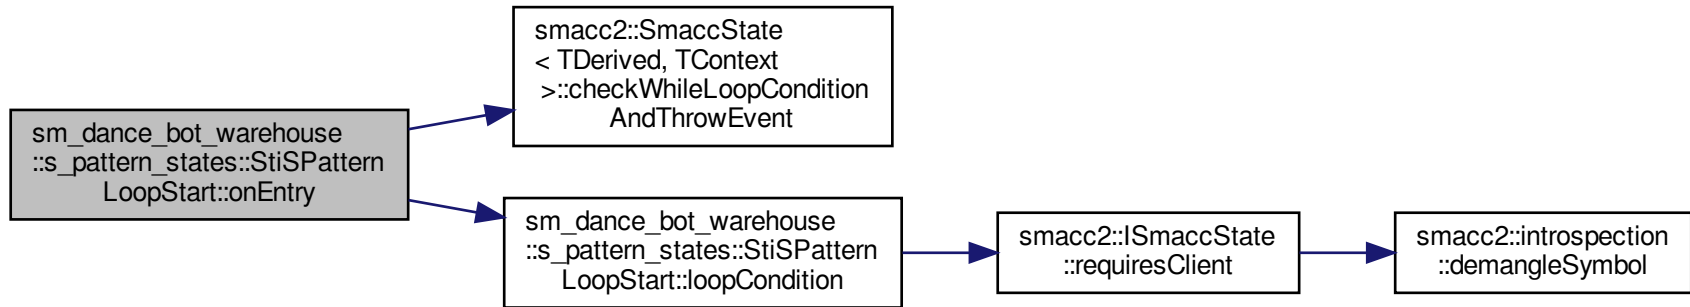 sm_dance_bot_warehouse
::s_pattern_states::StiSPattern
LoopStart::onEntry
smacc2::SmaccState
< TDerived, TContext
>::checkWhileLoopCondition
AndThrowEvent
sm_dance_bot_warehouse
::s_pattern_states::StiSPattern
LoopStart::loopCondition
smacc2::ISmaccState
::requiresClient
smacc2::introspection
::demangleSymbol